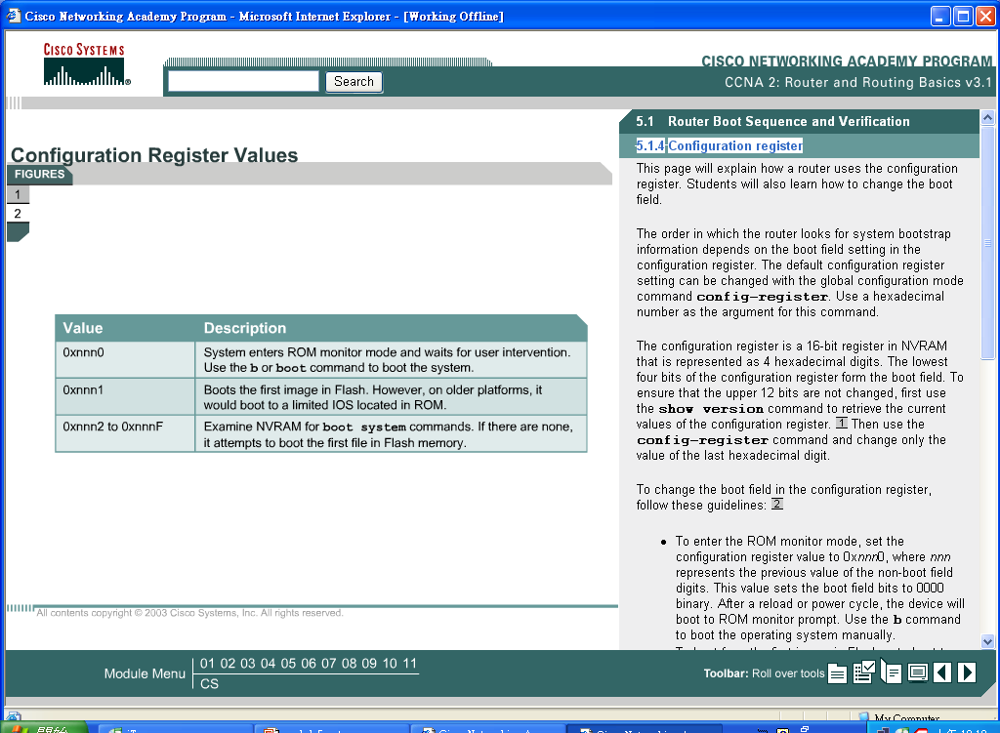 Cisco Networking Academy Program - Microsoft Internet Explorer - [Working Offline]
CISCO SYSTEMS
®
Search
CISCO NETWORKING ACADEMY PROGRAM
CCNA 2: Router and Routing Basics v3.1
Configuration Register Values
FIGURES
1
2
Value Description
0xnnn0 System enters ROM monitor mode and waits for user intervention.
Use the b or boot command to boot the system.
0xnnn1 Boots the first image in Flash. However, on older platforms, it
would boot to a limited IOS located in ROM.
0xnnn2 to 0xnnnF Examine NVRAM for boot system commands. If there are none,
it attempts to boot the first file in Flash memory.
All contents copyright © 2003 Cisco Systems, Inc. All rights reserved.
5.1 Router Boot Sequence and Verification
5.1.4 Configuration register
This page will explain how a router uses the configuration
register. Students will also learn how to change the boot
field.
The order in which the router looks for system bootstrap
information depends on the boot field setting in the
configuration register. The default configuration register
setting can be changed with the global configuration mode
command config-register. Use a hexadecimal
number as the argument for this command.
The configuration register is a 16-bit register in NVRAM
that is represented as 4 hexadecimal digits. The lowest
four bits of the configuration register form the boot field. To
ensure that the upper 12 bits are not changed, first use
the show version command to retrieve the current
values of the configuration register. 1 Then use the
config-register command and change only the
value of the last hexadecimal digit.
To change the boot field in the configuration register,
follow these guidelines: 2
• To enter the ROM monitor mode, set the
configuration register value to 0xnnn0, where nnn
represents the previous value of the non-boot field
digits. This value sets the boot field bits to 0000
binary. After a reload or power cycle, the device will
boot to ROM monitor prompt. Use the b command
to boot the operating system manually.
Module Menu
01 02 03 04 05 06 07 08 09 10 11
CS
Toolbar: Roll over tools
My Computer